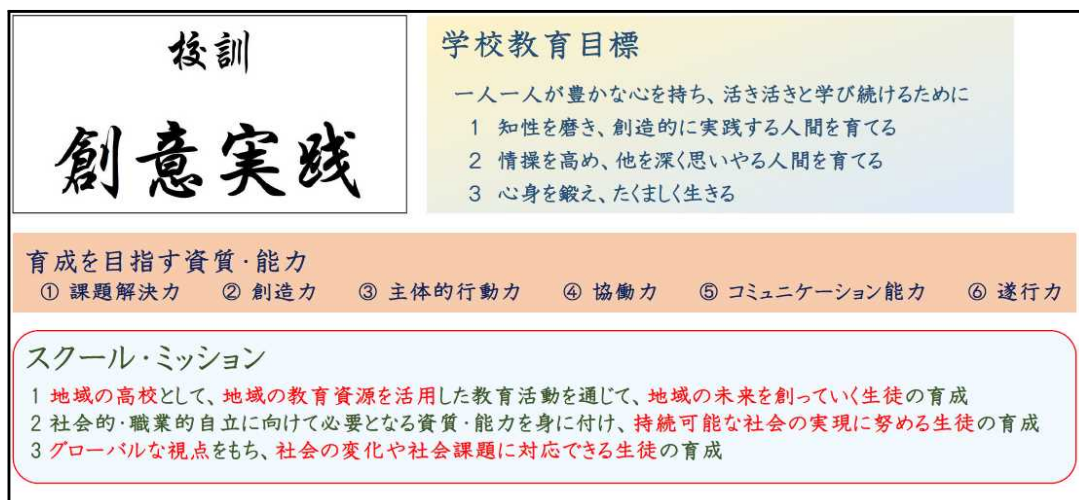 校訓
創意実践
学校教育目標
一人一人が豊かな心を持ち、活き活きと学び続けるために
1 知性を磨き、創造的に実践する人間を育てる
2 情操を高め、他を深く思いやる人間を育てる
3 心身を鍛え、たくましく生きる
育成を目指す資質・能力
① 課題解決力 ② 創造力 ③ 主体的行動力 ④ 協働力 ⑤ コミュニケーション能力 ⑥ 遂行力
スクール・ミッション
1 地域の高校として、地域の教育資源を活用した教育活動を通じて、地域の未来を創っていく生徒の育成
2 社会的・職業的自立に向けて必要となる資質・能力を身に付け、持続可能な社会の実現に努める生徒の育成
3 グローバルな視点をもち、社会の変化や社会課題に対応できる生徒の育成